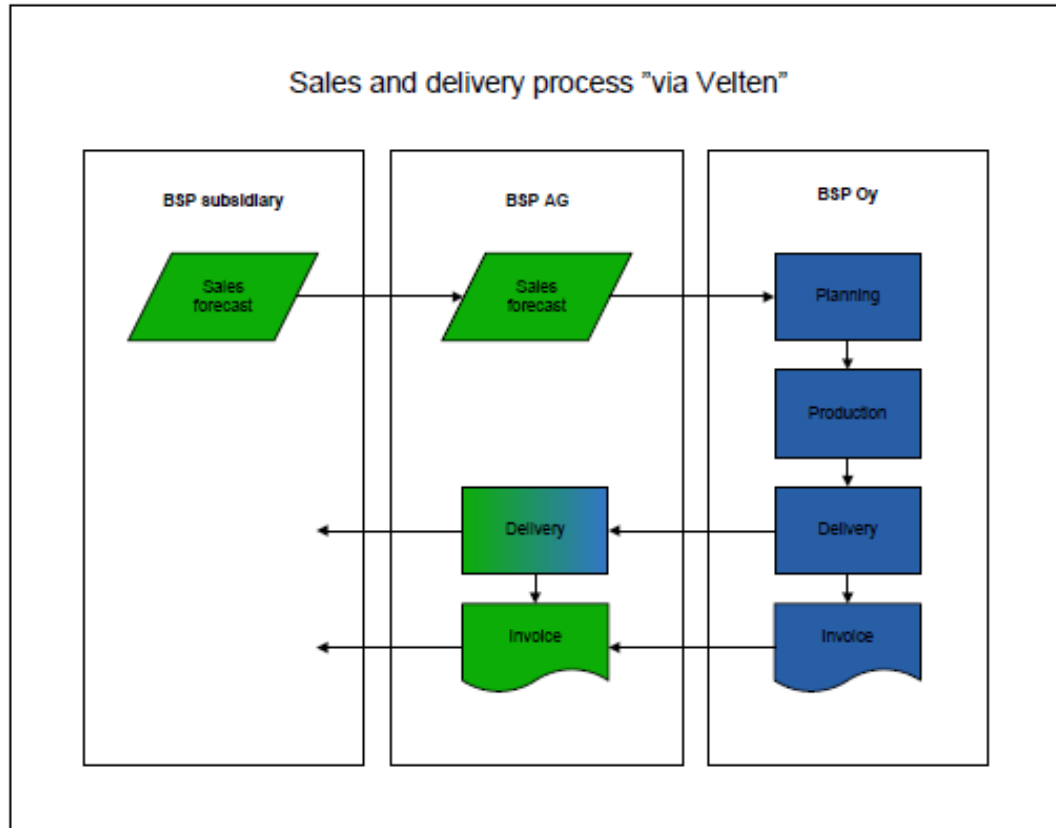 Sales and delivery process ”via Velten”
BSP subsidiary
BSP AG
BSP Oy
Sales
forecast
Sales
forecast
Planning
Production
Delivery
Delivery
Invoice
Invoice